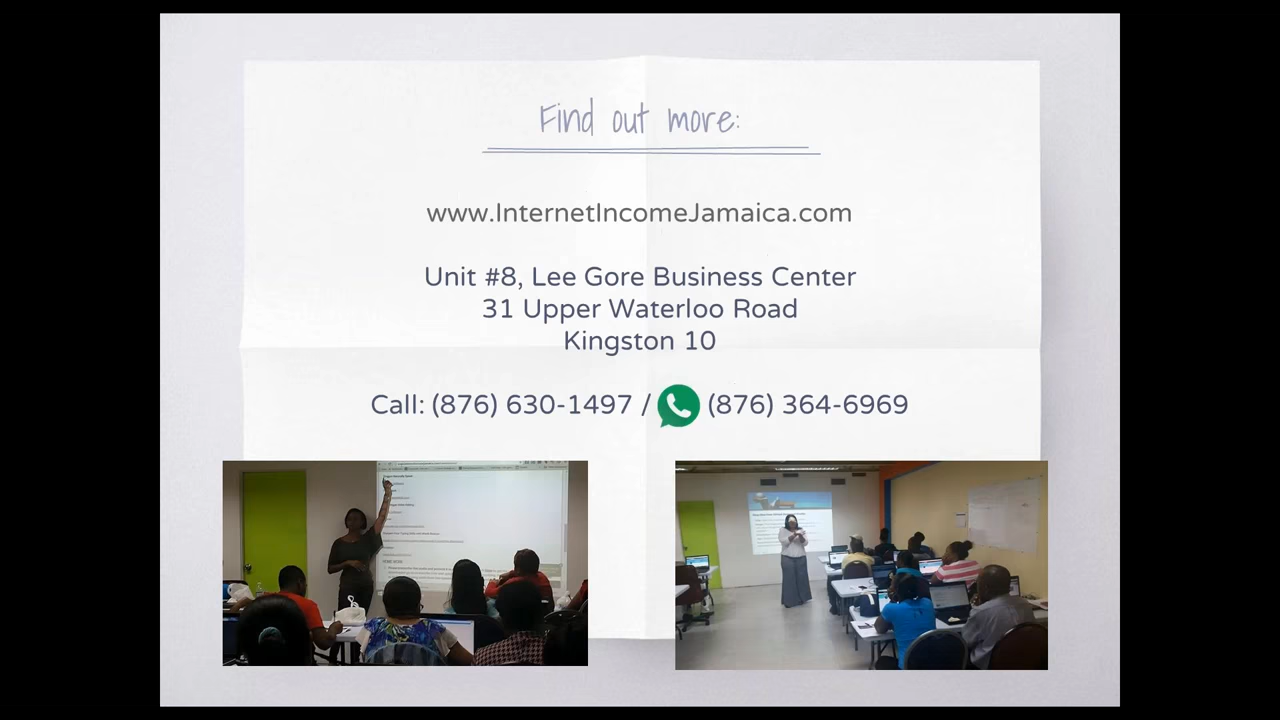 Find out more:
www.InternetIncomeJamaica.com
Unit #8, Lee Gore Business Center
31 Upper Waterloo Road
Kingston 10
Call: (876) 630-1497 / (876) 364-6969